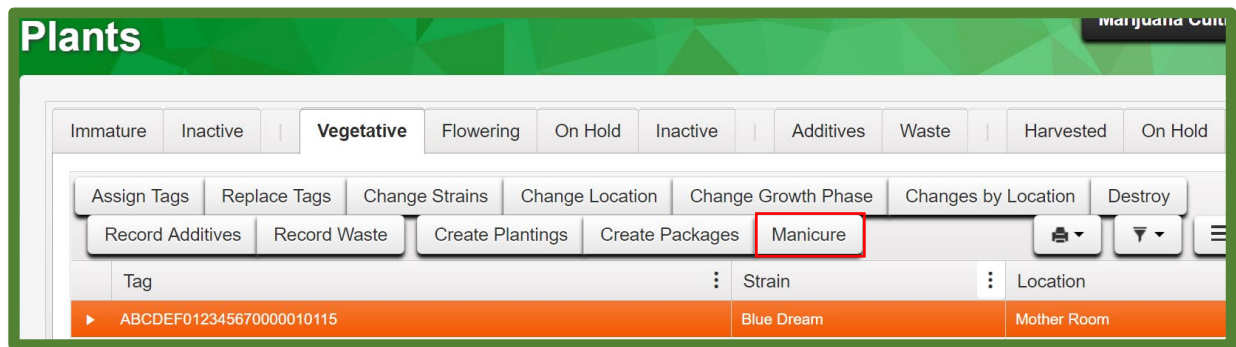 Plants
Marijuana Culti
Immature Inactive | Vegetative Flowering On Hold Inactive | Additives Waste | Harvested On Hold
Assign Tags Replace Tags Change Strains Change Location Change Growth Phase Changes by Location Destroy
Record Additives Record Waste Create Plantings Create Packages Manicure
Tag Strain Location
ABCDEF012345670000010115 Blue Dream Mother Room